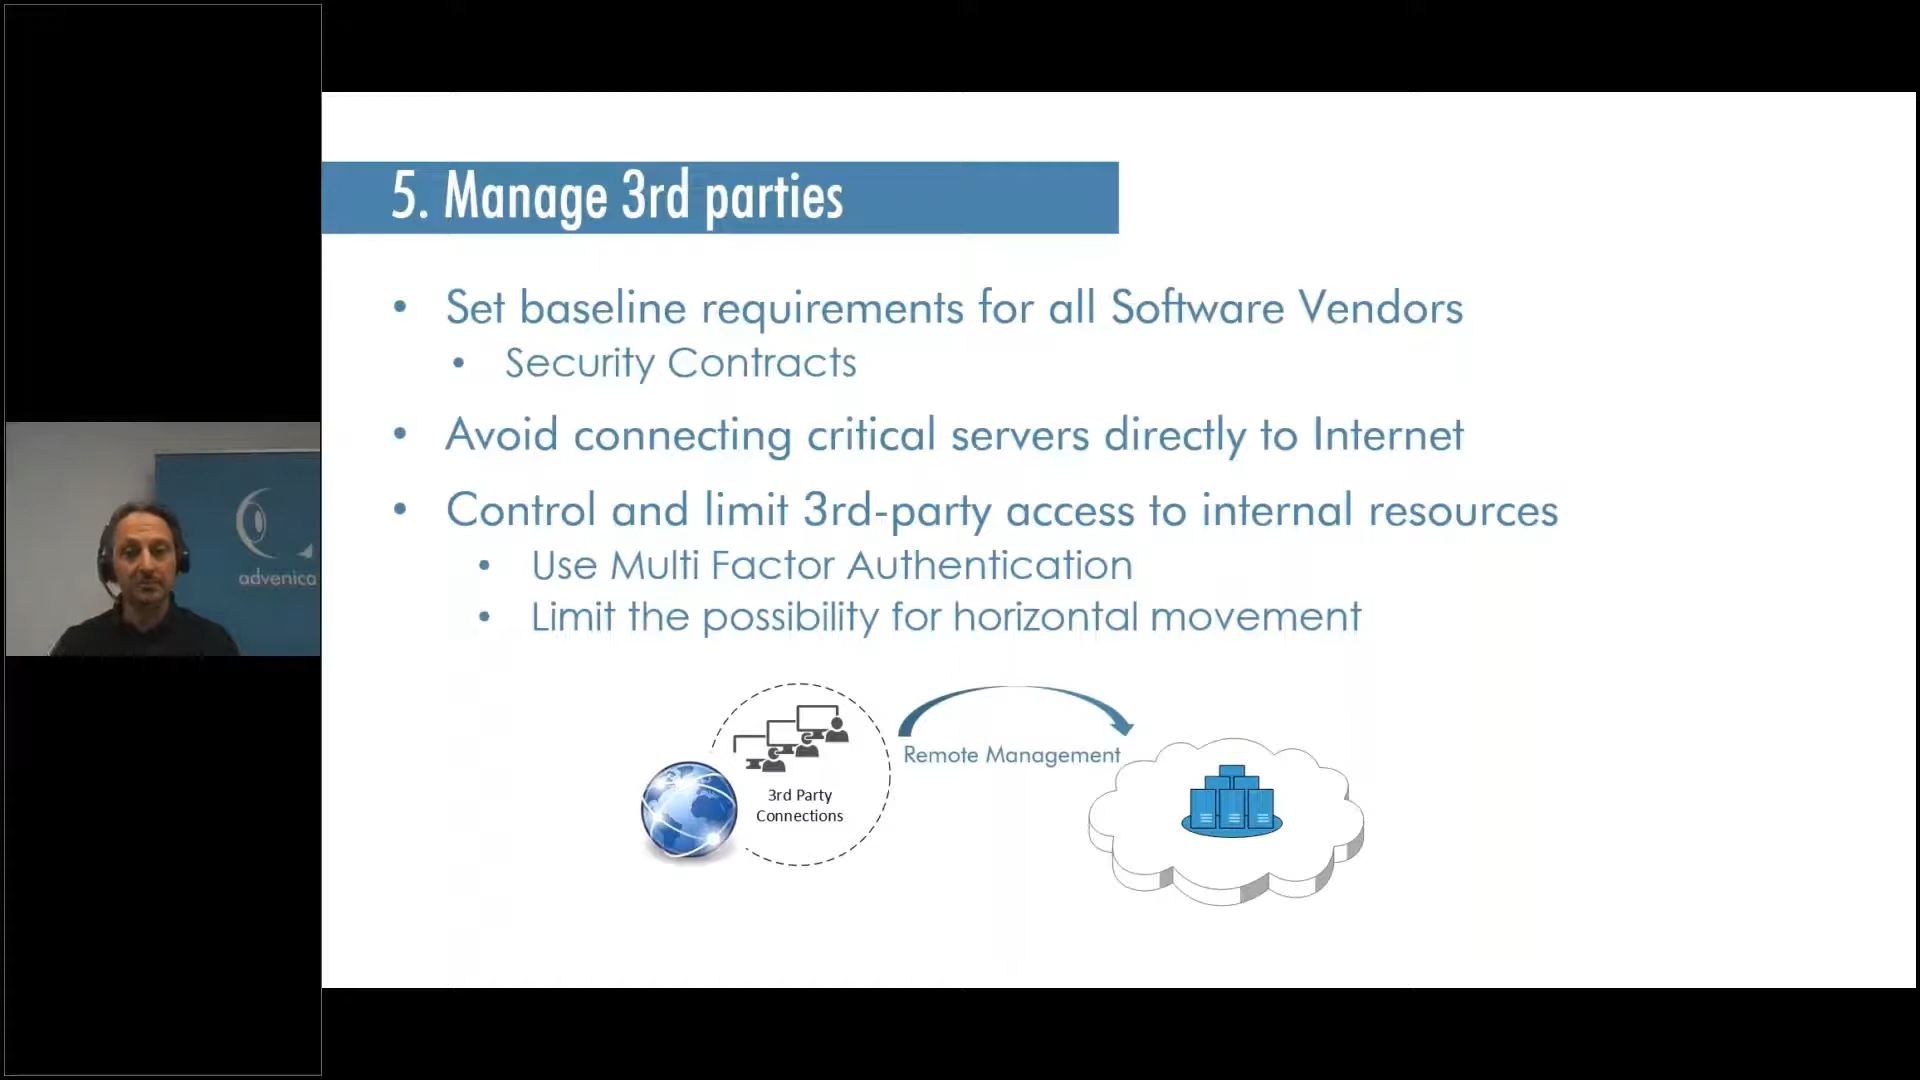 5. Manage 3rd parties
• Set baseline requirements for all Software Vendors
• Security Contracts
• Avoid connecting critical servers directly to Internet
• Control and limit 3rd-party access to internal resources
• Use Multi Factor Authentication
• Limit the possibility for horizontal movement
advenica
Remote Management
3rd Party
Connections